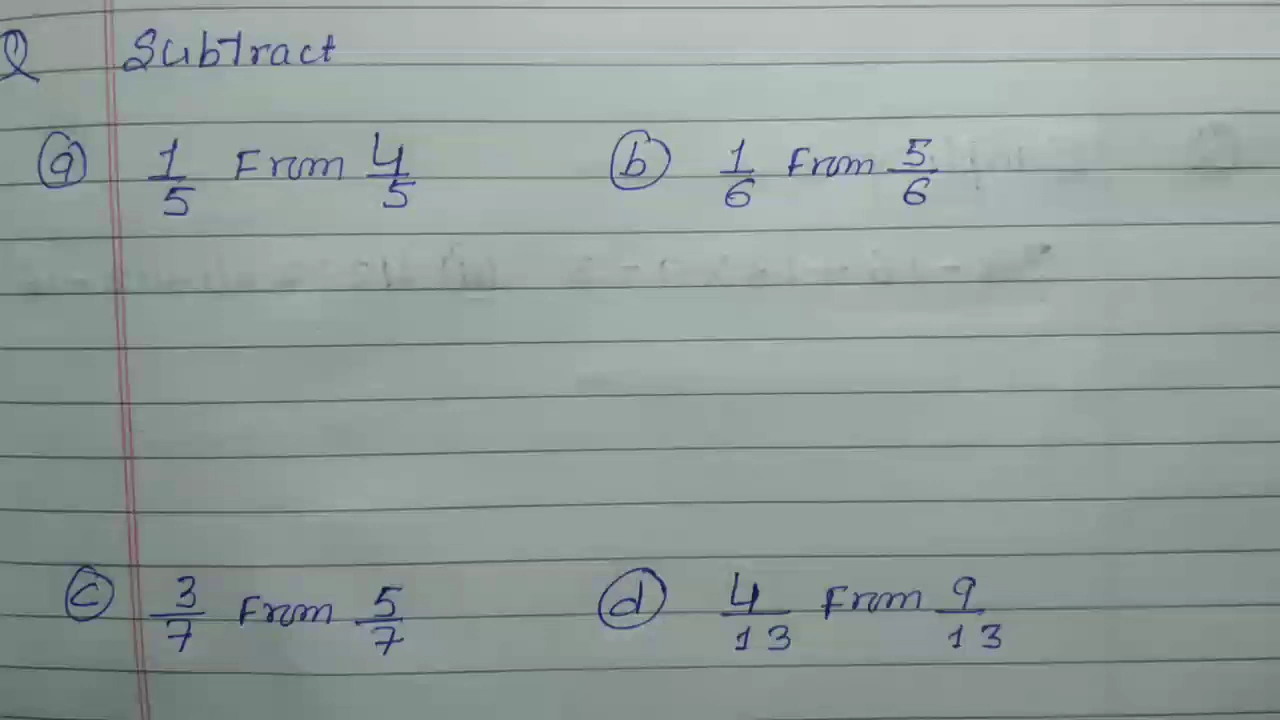 Q Subtract
(a) 1/5 From 4/5 (b) 1/6 From 5/6
(c) 3/7 From 5/7 (d) 4/13 From 9/13